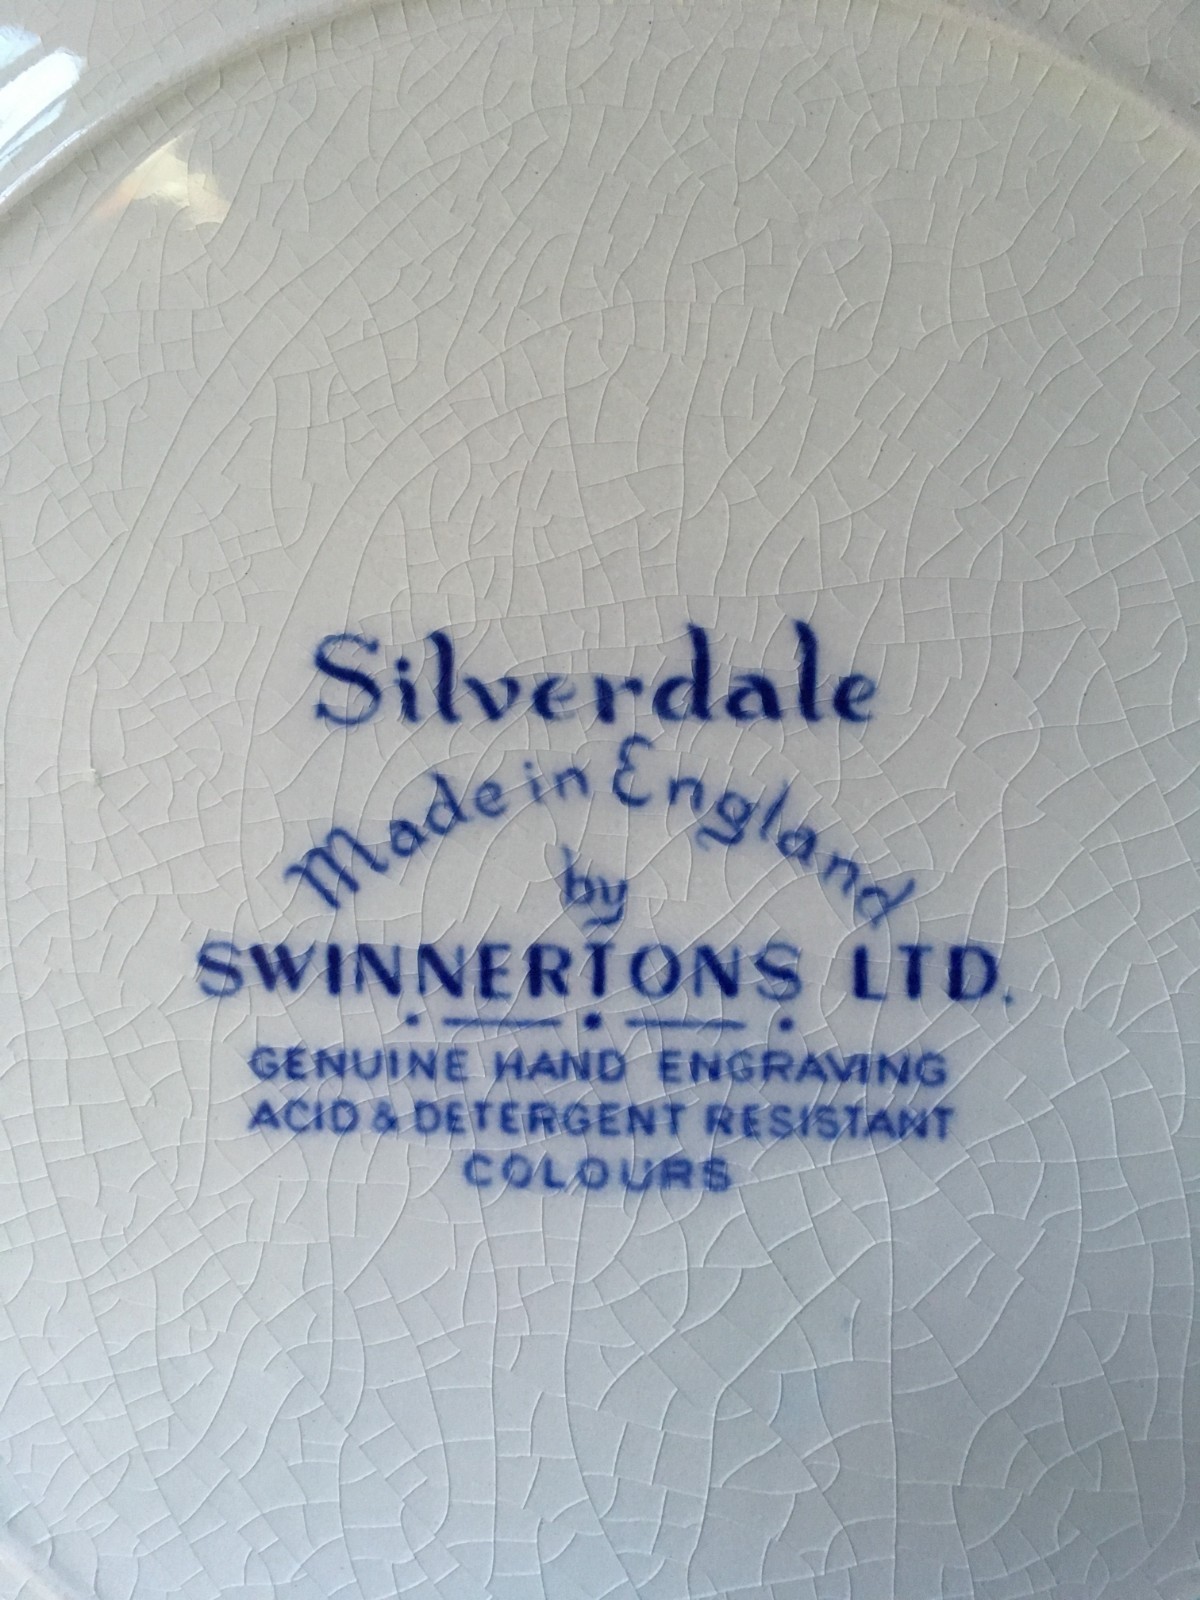 Silverdale
Made in England
by
SWINNERTONS LTD.
GENUINE HAND ENGRAVING
ACID & DETERGENT RESISTANT
COLOURS